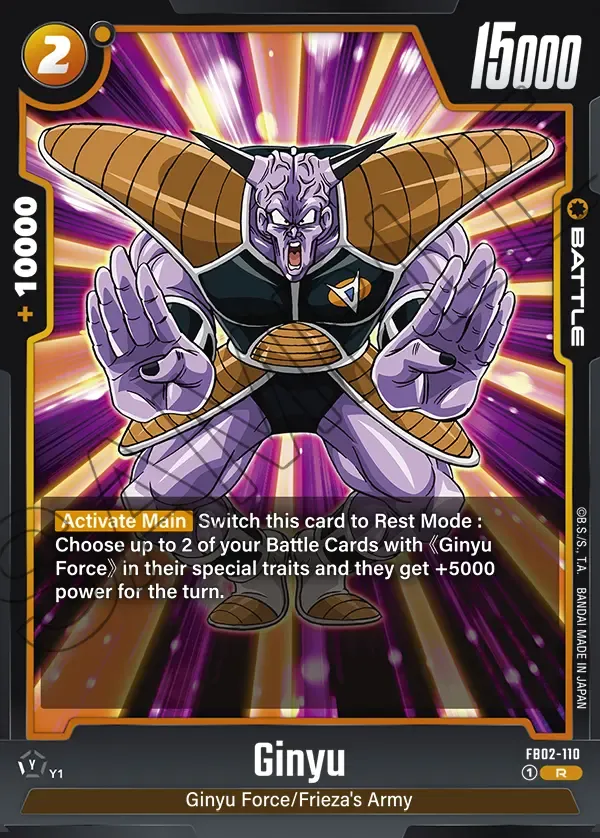 2
15000
+10000
BATTLE
Activate Main Switch this card to Rest Mode :
Choose up to 2 of your Battle Cards with 《Ginyu
Force》 in their special traits and they get +5000
power for the turn.
©B.S./S., T.A. BANDAI MADE IN JAPAN
Ginyu
FB02-110
Y Y1
① R
Ginyu Force/Frieza's Army
SAMPLE